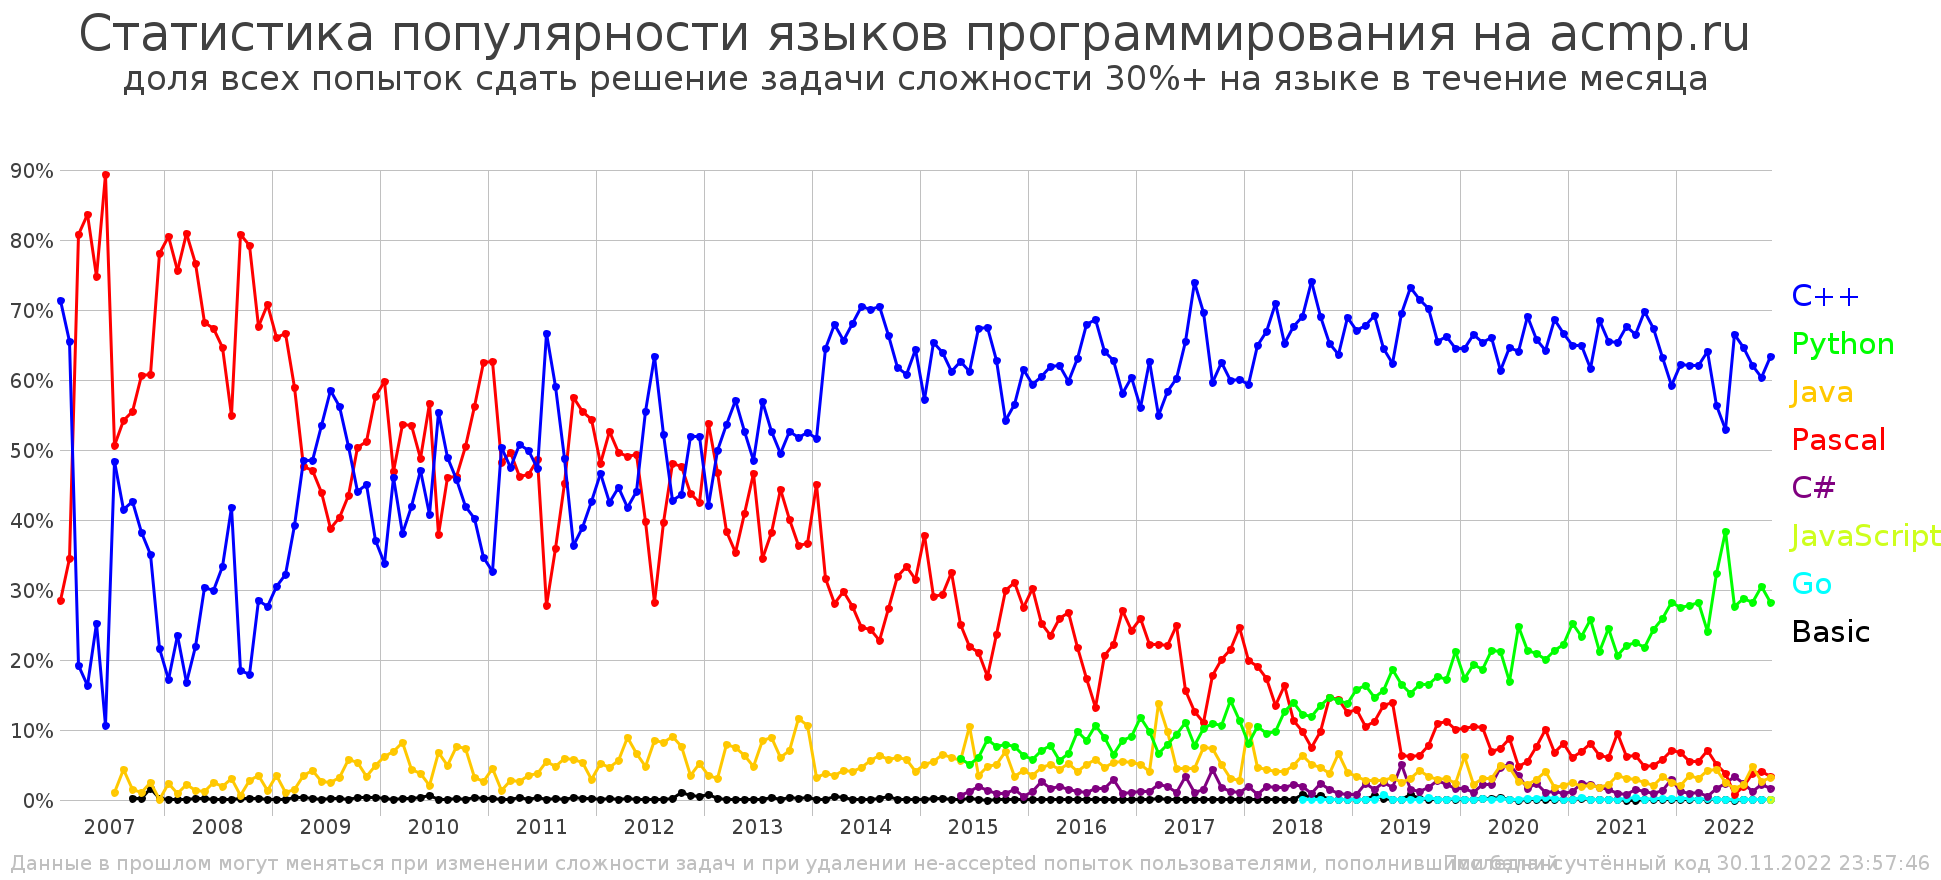 Статистика популярности языков программирования на acmp.ru
доля всех попыток сдать решение задачи сложности 30%+ на языке в течение месяца
90%
80%
70%
60%
50%
40%
30%
20%
10%
0%
2007 2008 2009 2010 2011 2012 2013 2014 2015 2016 2017 2018 2019 2020 2021 2022
C++
Python
Java
Pascal
C#
JavaScript
Go
Basic
Данные в прошлом могут меняться при изменении сложности задач и при удалении не-accepted попыток пользователями, пополнившими
Последний учтённый код 30.11.2022 23:57:46